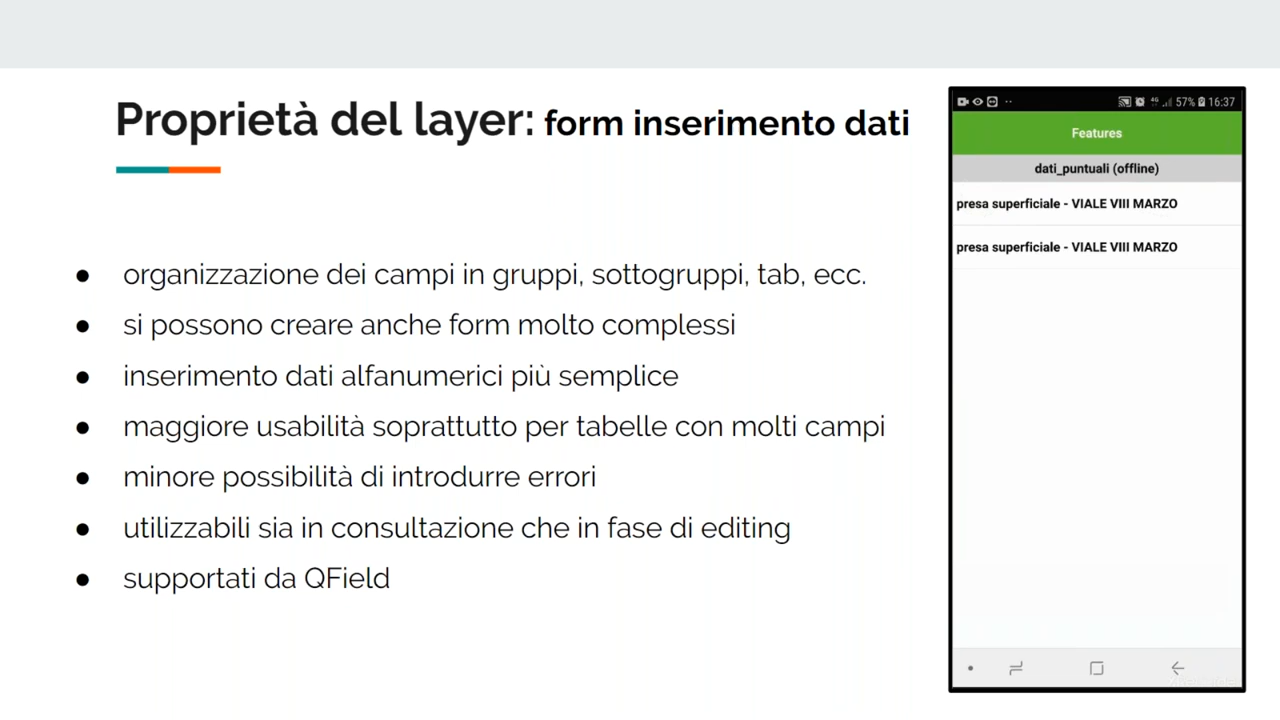 Proprietà del layer: form inserimento dati
organizzazione dei campi in gruppi, sottogruppi, tab, ecc.
si possono creare anche form molto complessi
inserimento dati alfanumerici più semplice
maggiore usabilità soprattutto per tabelle con molti campi
minore possibilità di introdurre errori
utilizzabili sia in consultazione che in fase di editing
supportati da QField
4G 57% 16:37
Features
dati_puntuali (offline)
presa superficiale - VIALE VIII MARZO
presa superficiale - VIALE VIII MARZO